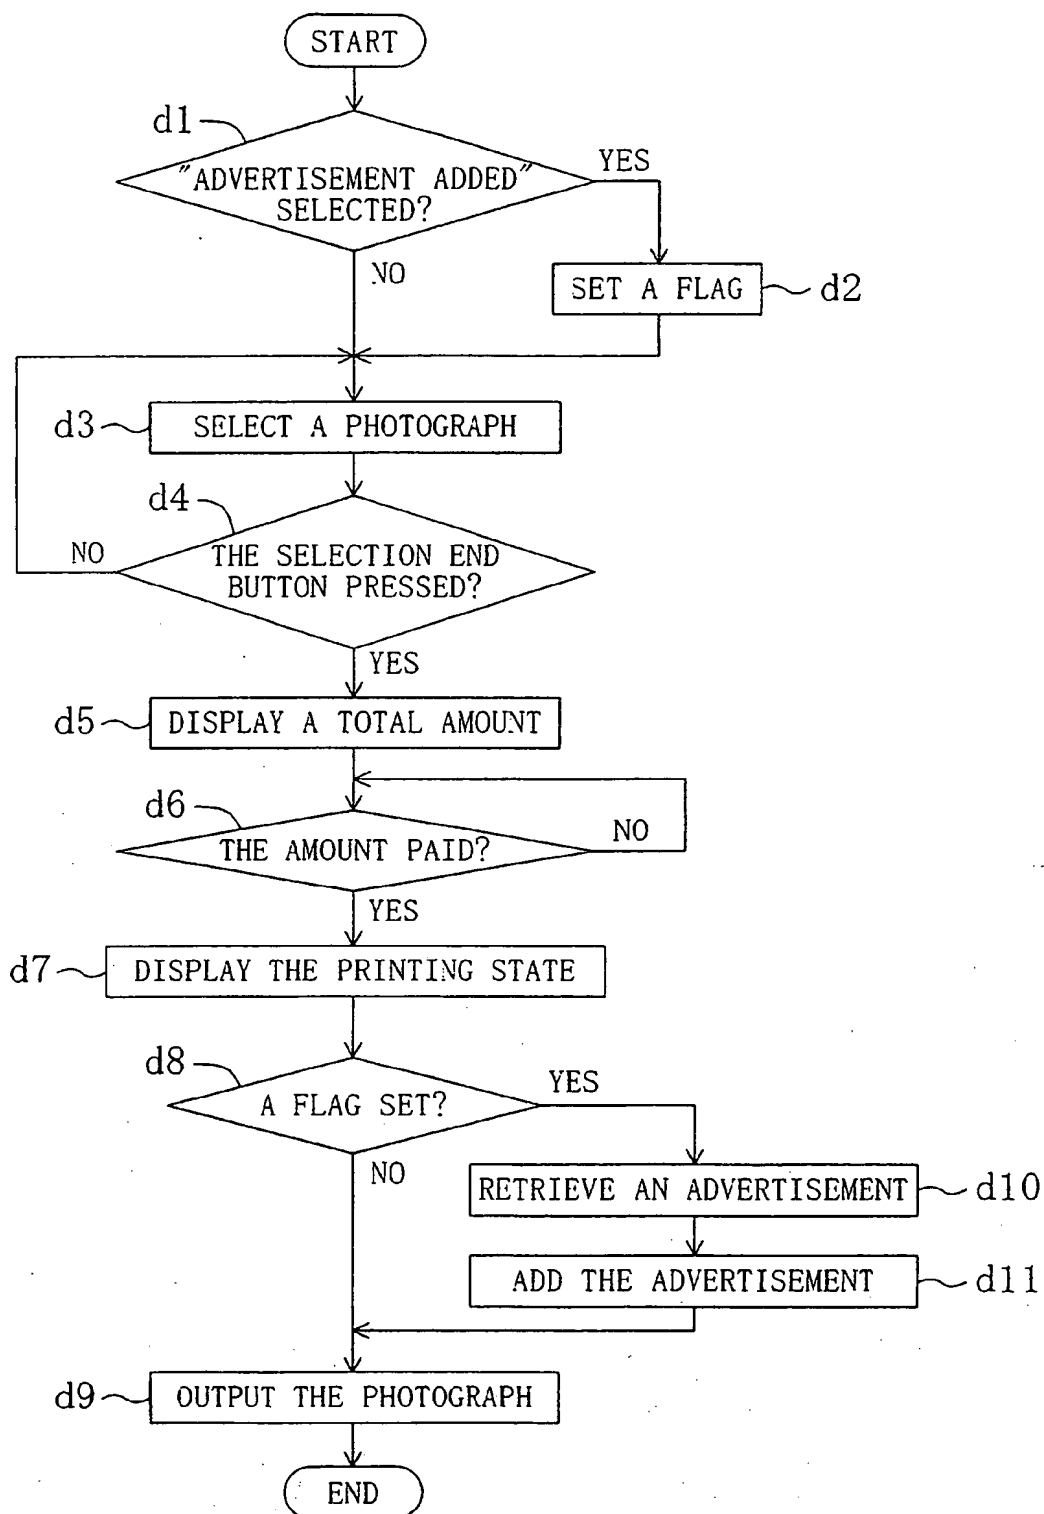 START
d1
"ADVERTISEMENT ADDED"
SELECTED?
YES
NO
SET A FLAG
d2
d3
SELECT A PHOTOGRAPH
d4
NO
THE SELECTION END
BUTTON PRESSED?
YES
d5
DISPLAY A TOTAL AMOUNT
d6
THE AMOUNT PAID?
NO
YES
d7
DISPLAY THE PRINTING STATE
d8
A FLAG SET?
YES
NO
RETRIEVE AN ADVERTISEMENT
d10
ADD THE ADVERTISEMENT
d11
d9
OUTPUT THE PHOTOGRAPH
END